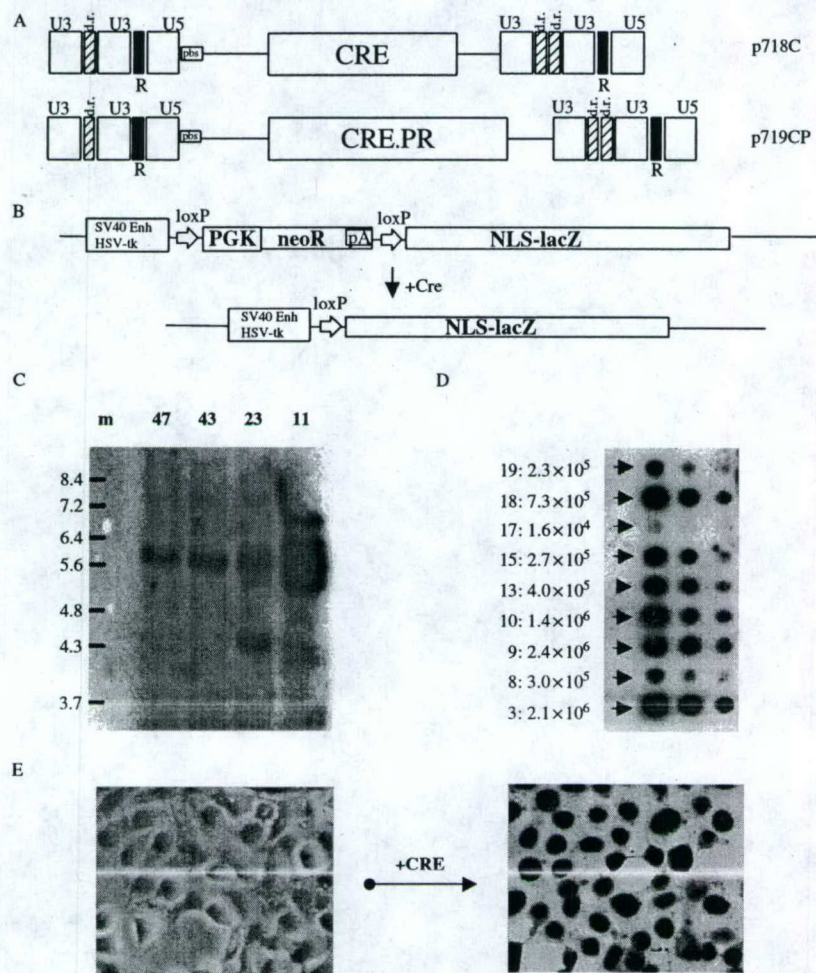 A
U3 d.r. U3 U5 d.r. U3 U5
pbs CRE p718C
R R
U3 d.r. U3 U5 U3 d.r. U3 U5
pbs CRE.PR p719CP
R R
B
SV40 Enh loxP loxP
HSV-tk PGK neoR pA NLS-lacZ
+Cre
SV40 Enh loxP
HSV-tk NLS-lacZ
C
m 47 43 23 11
8.4
7.2
6.4
5.6
4.8
4.3
3.7
D
19: 2.3×10⁵
18: 7.3×10⁵
17: 1.6×10⁴
15: 2.7×10⁵
13: 4.0×10⁵
10: 1.4×10⁶
9: 2.4×10⁶
8: 3.0×10⁵
3: 2.1×10⁶
E
+CRE